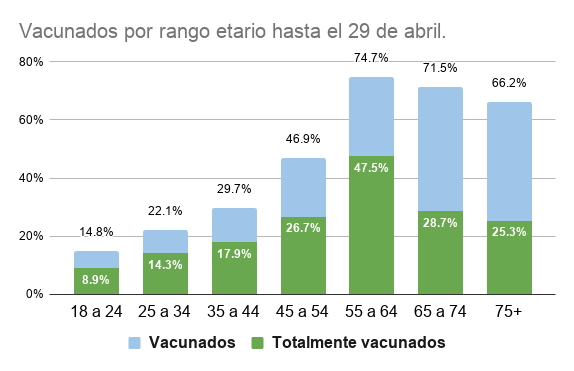 Vacunados por rango etario hasta el 29 de abril.
80%
60%
40%
20%
0%
14.8%
22.1%
29.7%
46.9%
74.7%
71.5%
66.2%
8.9%
14.3%
17.9%
26.7%
47.5%
28.7%
25.3%
18 a 24
25 a 34
35 a 44
45 a 54
55 a 64
65 a 74
75+
Vacunados
Totalmente vacunados